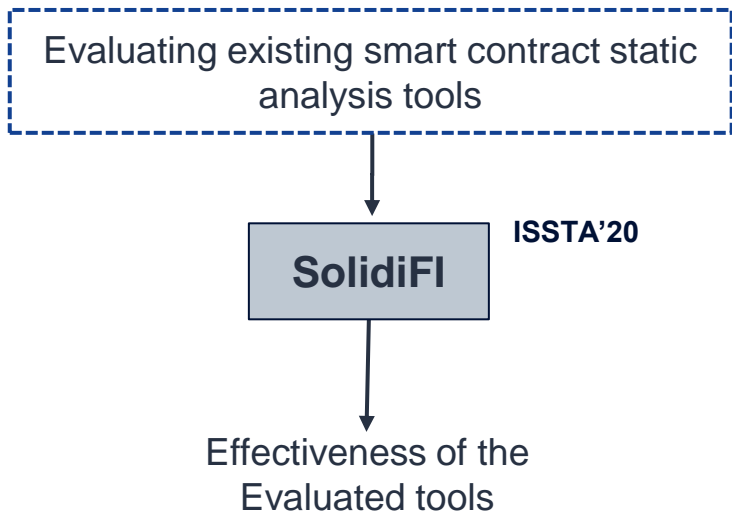 Evaluating existing smart contract static
analysis tools
ISSTA’20
SolidiFI
Effectiveness of the
Evaluated tools